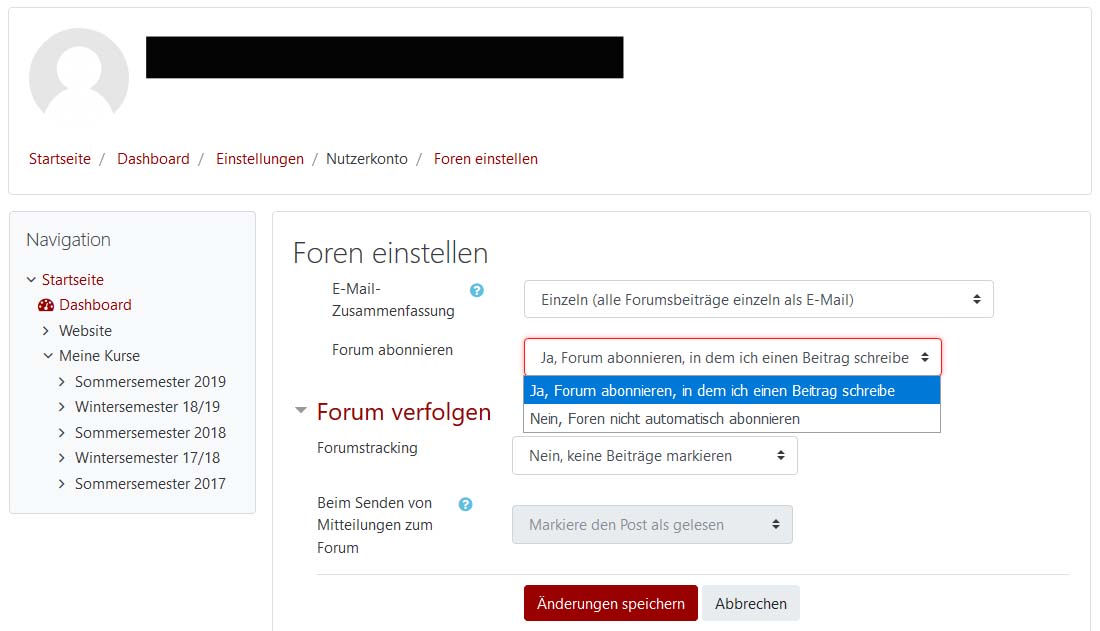 Startseite / Dashboard / Einstellungen / Nutzerkonto / Foren einstellen
Navigation
Startseite
Dashboard
Website
Meine Kurse
Sommersemester 2019
Wintersemester 18/19
Sommersemester 2018
Wintersemester 17/18
Sommersemester 2017
Foren einstellen
E-Mail-
Zusammenfassung
?
Einzeln (alle Forumsbeiträge einzeln als E-Mail)
Forum abonnieren
Ja, Forum abonnieren, in dem ich einen Beitrag schreibe
Ja, Forum abonnieren, in dem ich einen Beitrag schreibe
Nein, Foren nicht automatisch abonnieren
Forum verfolgen
Forumstracking
Nein, keine Beiträge markieren
Beim Senden von
Mitteilungen zum
Forum
?
Markiere den Post als gelesen
Änderungen speichern
Abbrechen